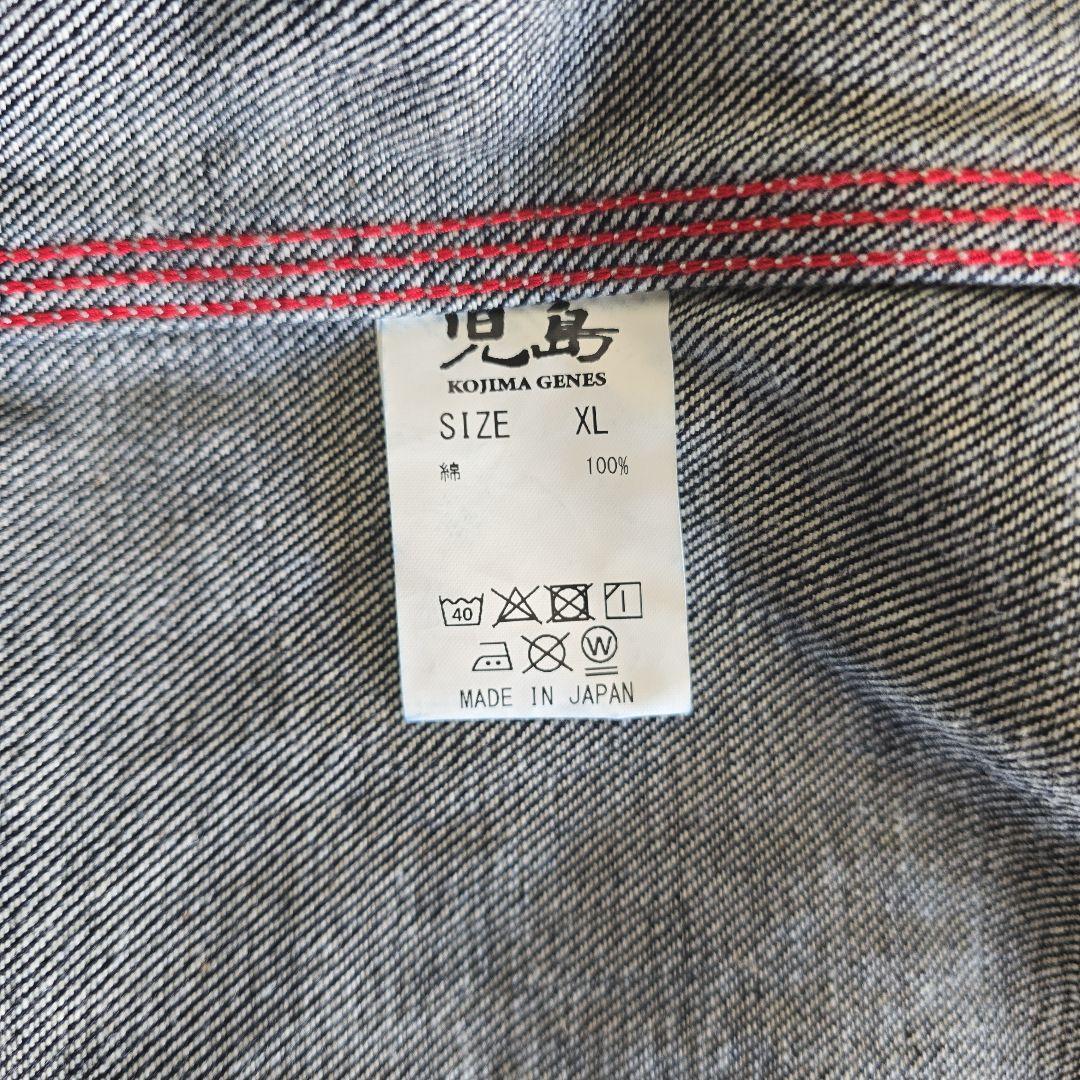 児島
KOJIMA GENES
SIZE XL
綿 100%
40
W
MADE IN JAPAN